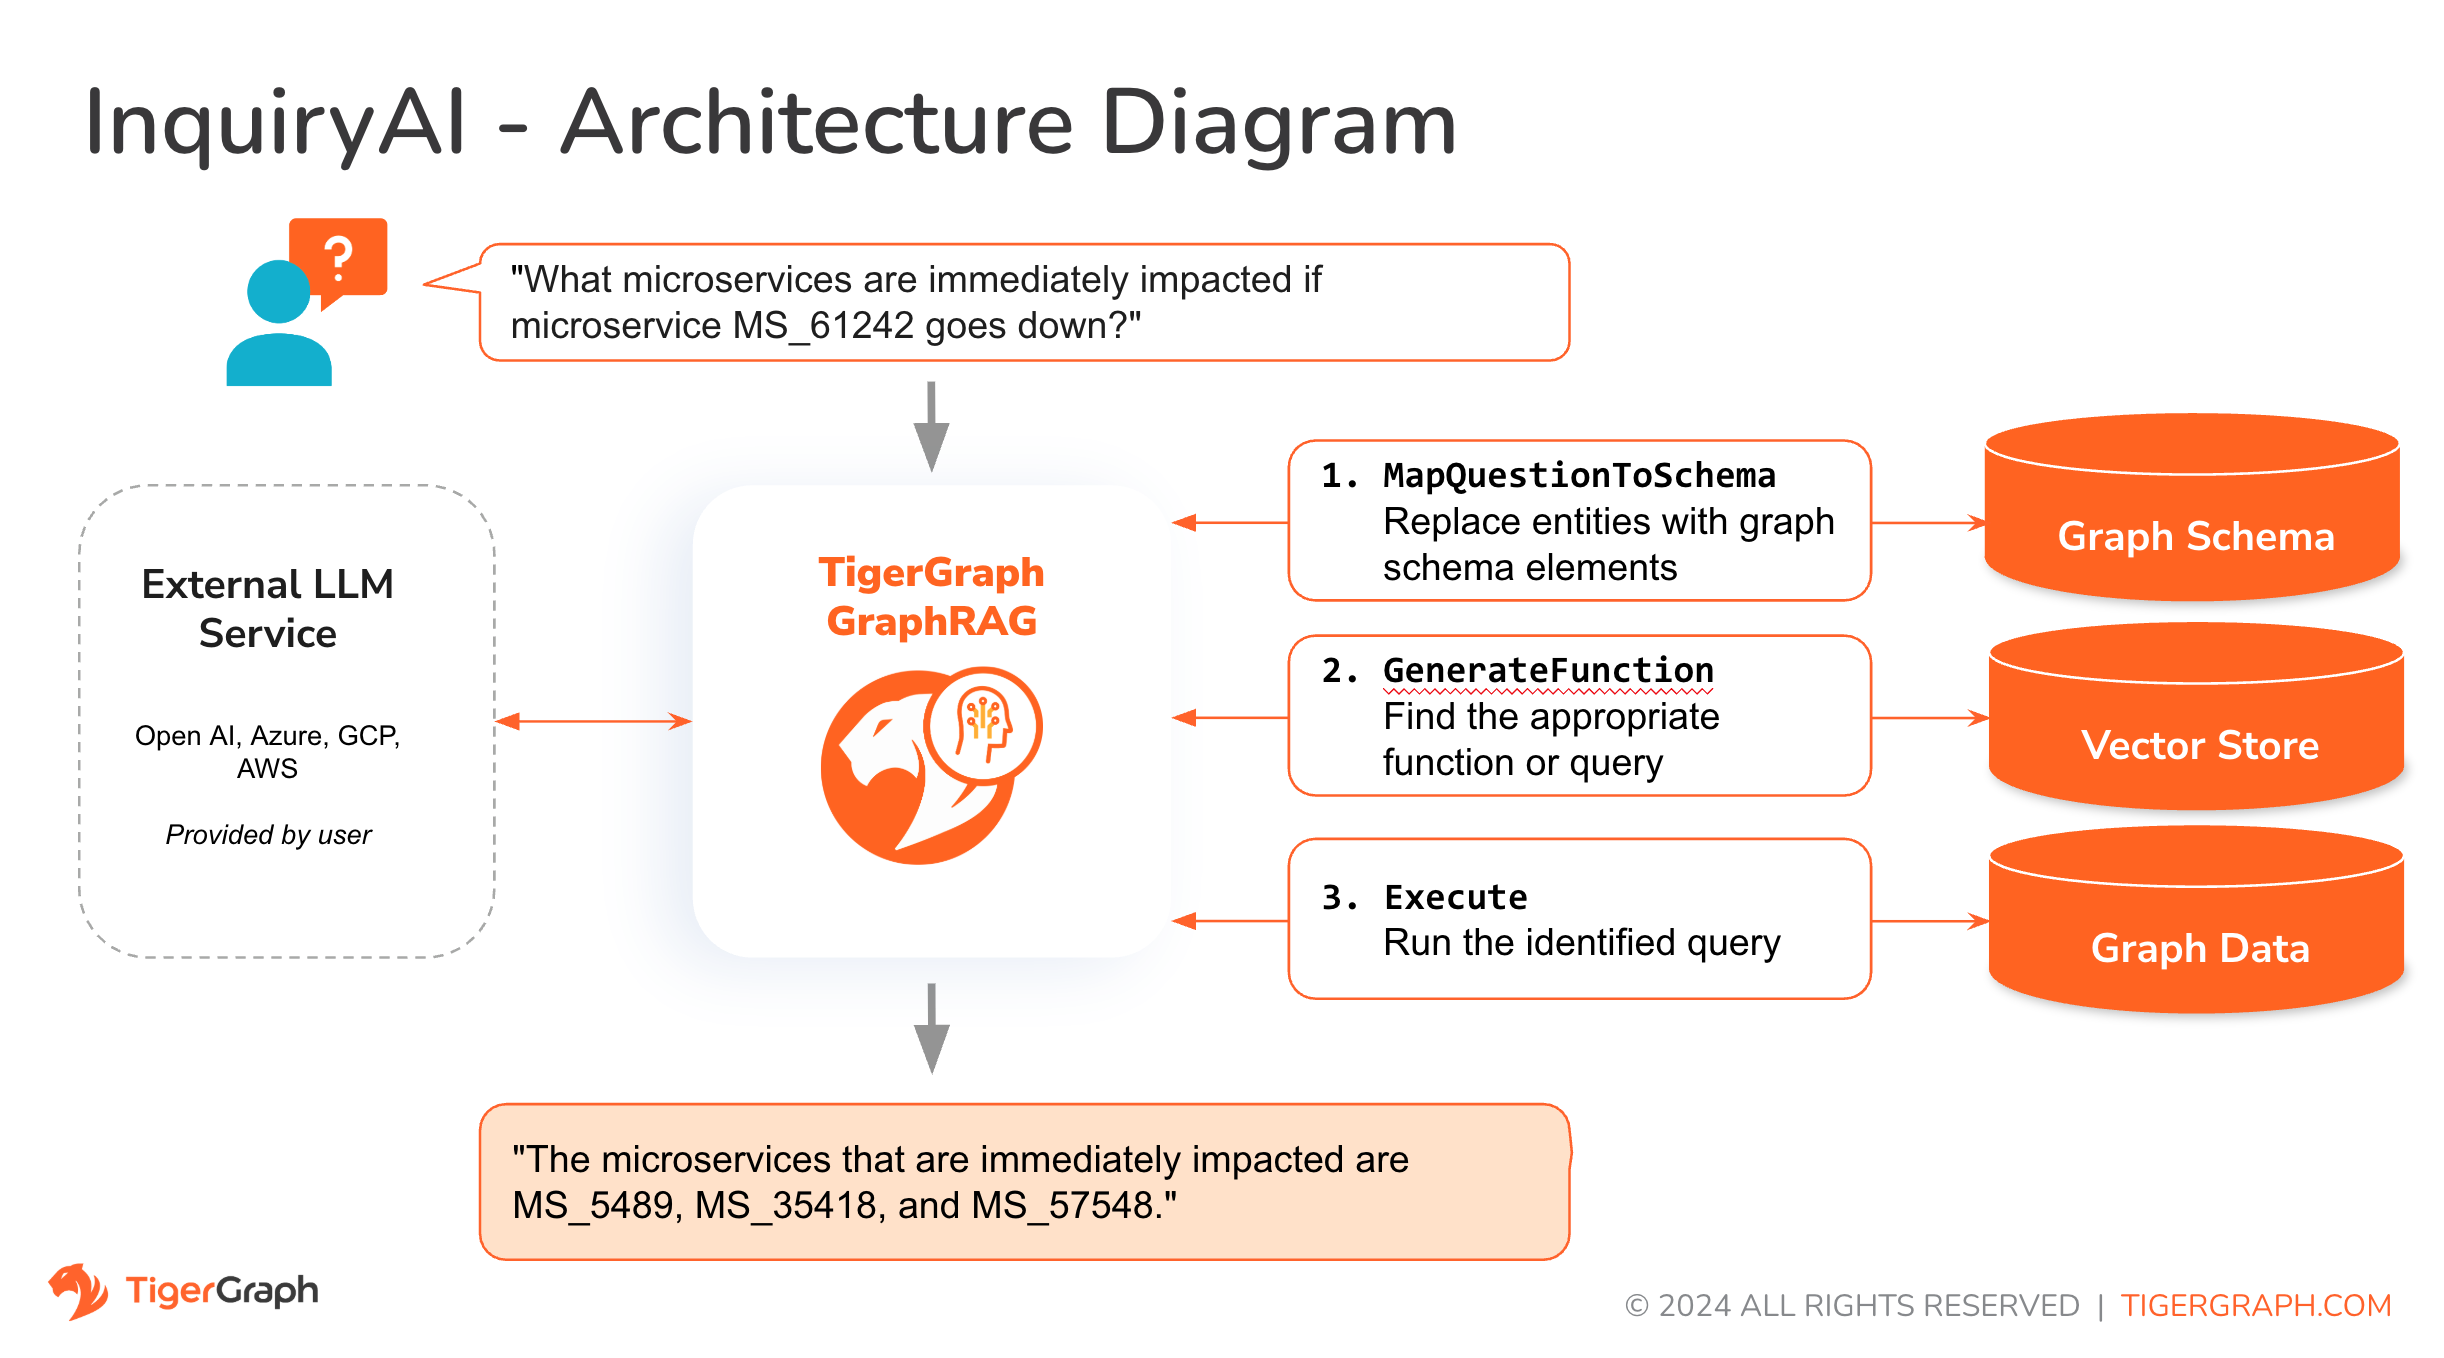 InquiryAI - Architecture Diagram
?
"What microservices are immediately impacted if
microservice MS_61242 goes down?"
External LLM
Service
Open AI, Azure, GCP,
AWS
Provided by user
TigerGraph
GraphRAG
1. MapQuestionToSchema
Replace entities with graph
schema elements
Graph Schema
2. GenerateFunction
Find the appropriate
function or query
Vector Store
3. Execute
Run the identified query
Graph Data
"The microservices that are immediately impacted are
MS_5489, MS_35418, and MS_57548."
TigerGraph
© 2024 ALL RIGHTS RESERVED | TIGERGRAPH.COM